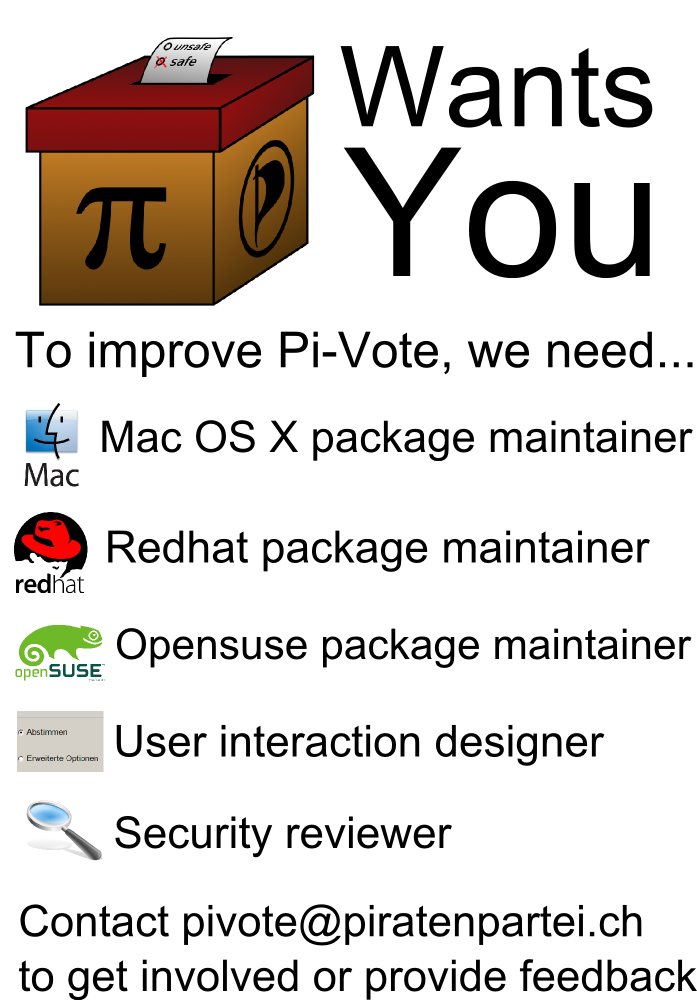 unsafe
safe
Wants
You
π
To improve Pi-Vote, we need...
Mac OS X package maintainer
Mac
Redhat package maintainer
redhat
Opensuse package maintainer
openSUSE
Abstimmen
Erweiterte Optionen
User interaction designer
Security reviewer
Contact pivote@piratenpartei.ch
to get involved or provide feedback